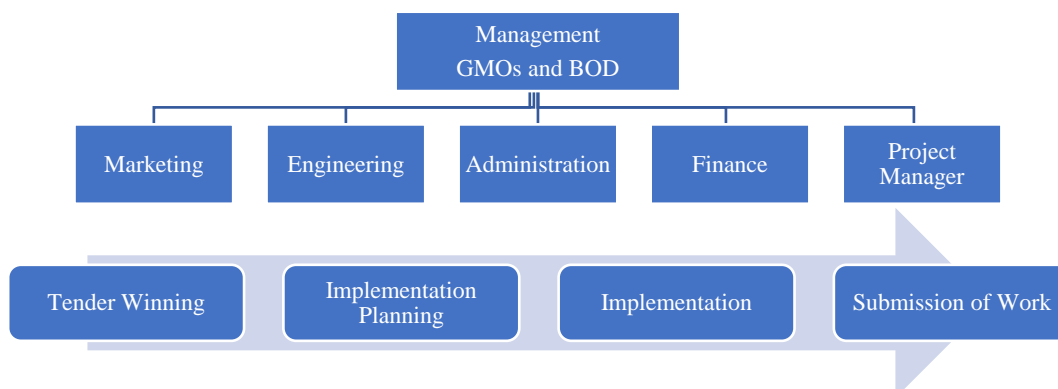 Management
GMOs and BOD
Marketing
Engineering
Administration
Finance
Project
Manager
Tender Winning
Implementation
Planning
Implementation
Submission of Work